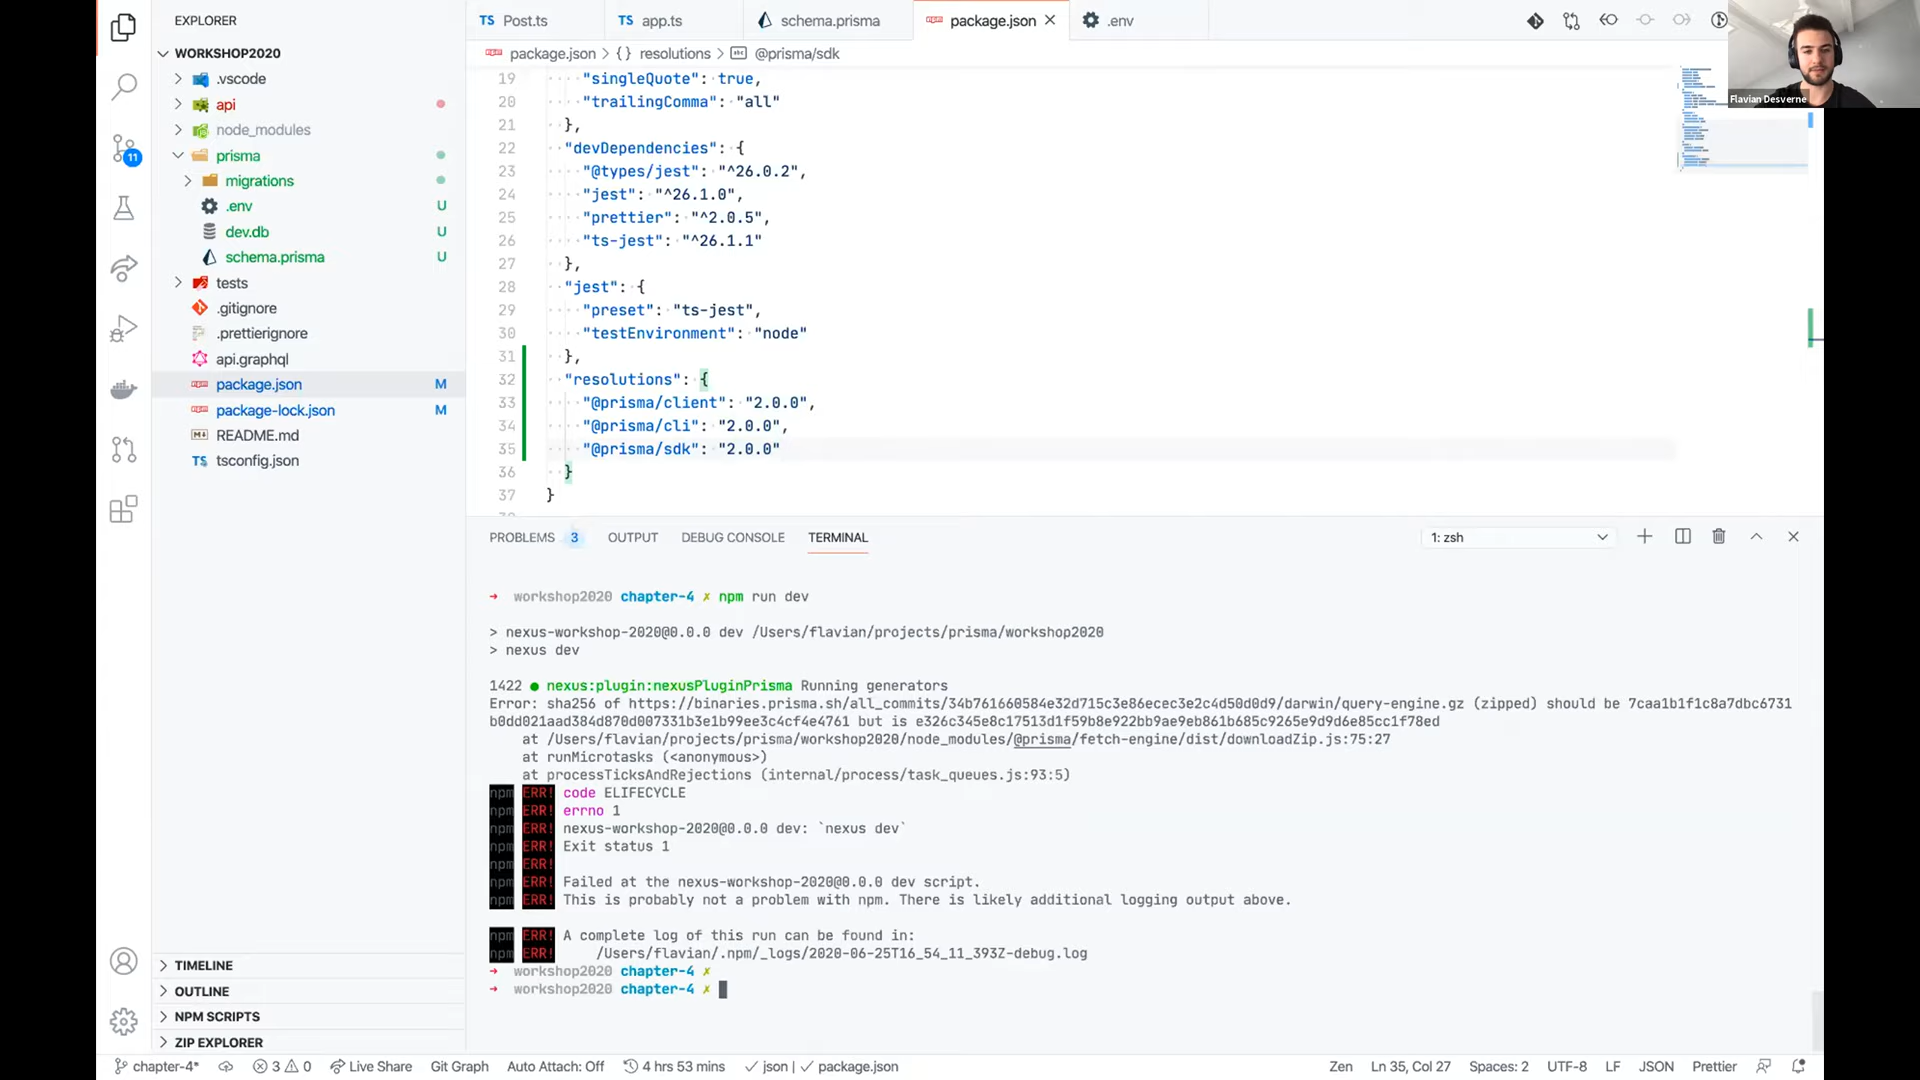 EXPLORER
WORKSHOP2020
.vscode
api
node_modules
prisma
migrations
.env U
dev.db U
schema.prisma U
tests
.gitignore
.prettierignore
api.graphql
package.json M
package-lock.json M
README.md
TS tsconfig.json
11
TIMELINE
OUTLINE
NPM SCRIPTS
ZIP EXPLORER
TS Post.ts TS app.ts schema.prisma package.json .env
package.json > {} resolutions > @prisma/sdk
19 "singleQuote": true,
20 "trailingComma": "all"
21 },
22 "devDependencies": {
23 "@types/jest": "^26.0.2",
24 "jest": "^26.1.0",
25 "prettier": "^2.0.5",
26 "ts-jest": "^26.1.1"
27 },
28 "jest": {
29 "preset": "ts-jest",
30 "testEnvironment": "node"
31 },
32 "resolutions": {
33 "@prisma/client": "2.0.0",
34 "@prisma/cli": "2.0.0",
35 "@prisma/sdk": "2.0.0"
36 }
37 }
Flavian Desverne
PROBLEMS 3 OUTPUT DEBUG CONSOLE TERMINAL 1: zsh
→ workshop2020 chapter-4 ✗ npm run dev
> nexus-workshop-2020@0.0.0 dev /Users/flavian/projects/prisma/workshop2020
> nexus dev
1422 ● nexus:plugin:nexusPluginPrisma Running generators
Error: sha256 of https://binaries.prisma.sh/all_commits/34b761660584e32d715c3e86ecec3e2c4d50d0d9/darwin/query-engine.gz (zipped) should be 7caa1b1f1c8a7dbc6731
b0dd021aad384d870d007331b3e1b99ee3c4cf4e4761 but is e326c345e8c17513d1f59b8e922bb9ae9eb861b685c9265e9d9d6e85cc1f78ed
at /Users/flavian/projects/prisma/workshop2020/node_modules/@prisma/fetch-engine/dist/downloadZip.js:75:27
at runMicrotasks (<anonymous>)
at processTicksAndRejections (internal/process/task_queues.js:93:5)
npm ERR! code ELIFECYCLE
npm ERR! errno 1
npm ERR! nexus-workshop-2020@0.0.0 dev: `nexus dev`
npm ERR! Exit status 1
npm ERR!
npm ERR! Failed at the nexus-workshop-2020@0.0.0 dev script.
npm ERR! This is probably not a problem with npm. There is likely additional logging output above.
npm ERR! A complete log of this run can be found in:
npm ERR! /Users/flavian/.npm/_logs/2020-06-25T16_54_11_393Z-debug.log
→ workshop2020 chapter-4 ✗
→ workshop2020 chapter-4 ✗
chapter-4* 3 0 Live Share Git Graph Auto Attach: Off 4 hrs 53 mins ✓ json | ✓ package.json Zen Ln 35, Col 27 Spaces: 2 UTF-8 LF JSON Prettier